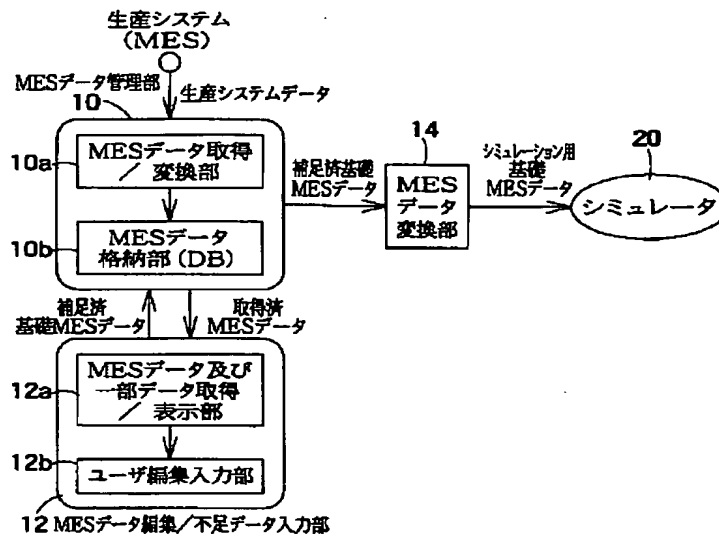 生産システム
(MES)
MESデータ管理部
10
生産システムデータ
10a
MESデータ取得
／ 変換部
10b
MESデータ
格納部(DB)
補足済基礎
MESデータ
14
MES
データ
変換部
シミュレーション用
基礎
MESデータ
20
シミュレータ
補足済
基礎MESデータ
取得済
MESデータ
12a
MESデータ及び
一部データ取得
／ 表示部
12b
ユーザ編集入力部
12 MESデータ編集／不足データ入力部